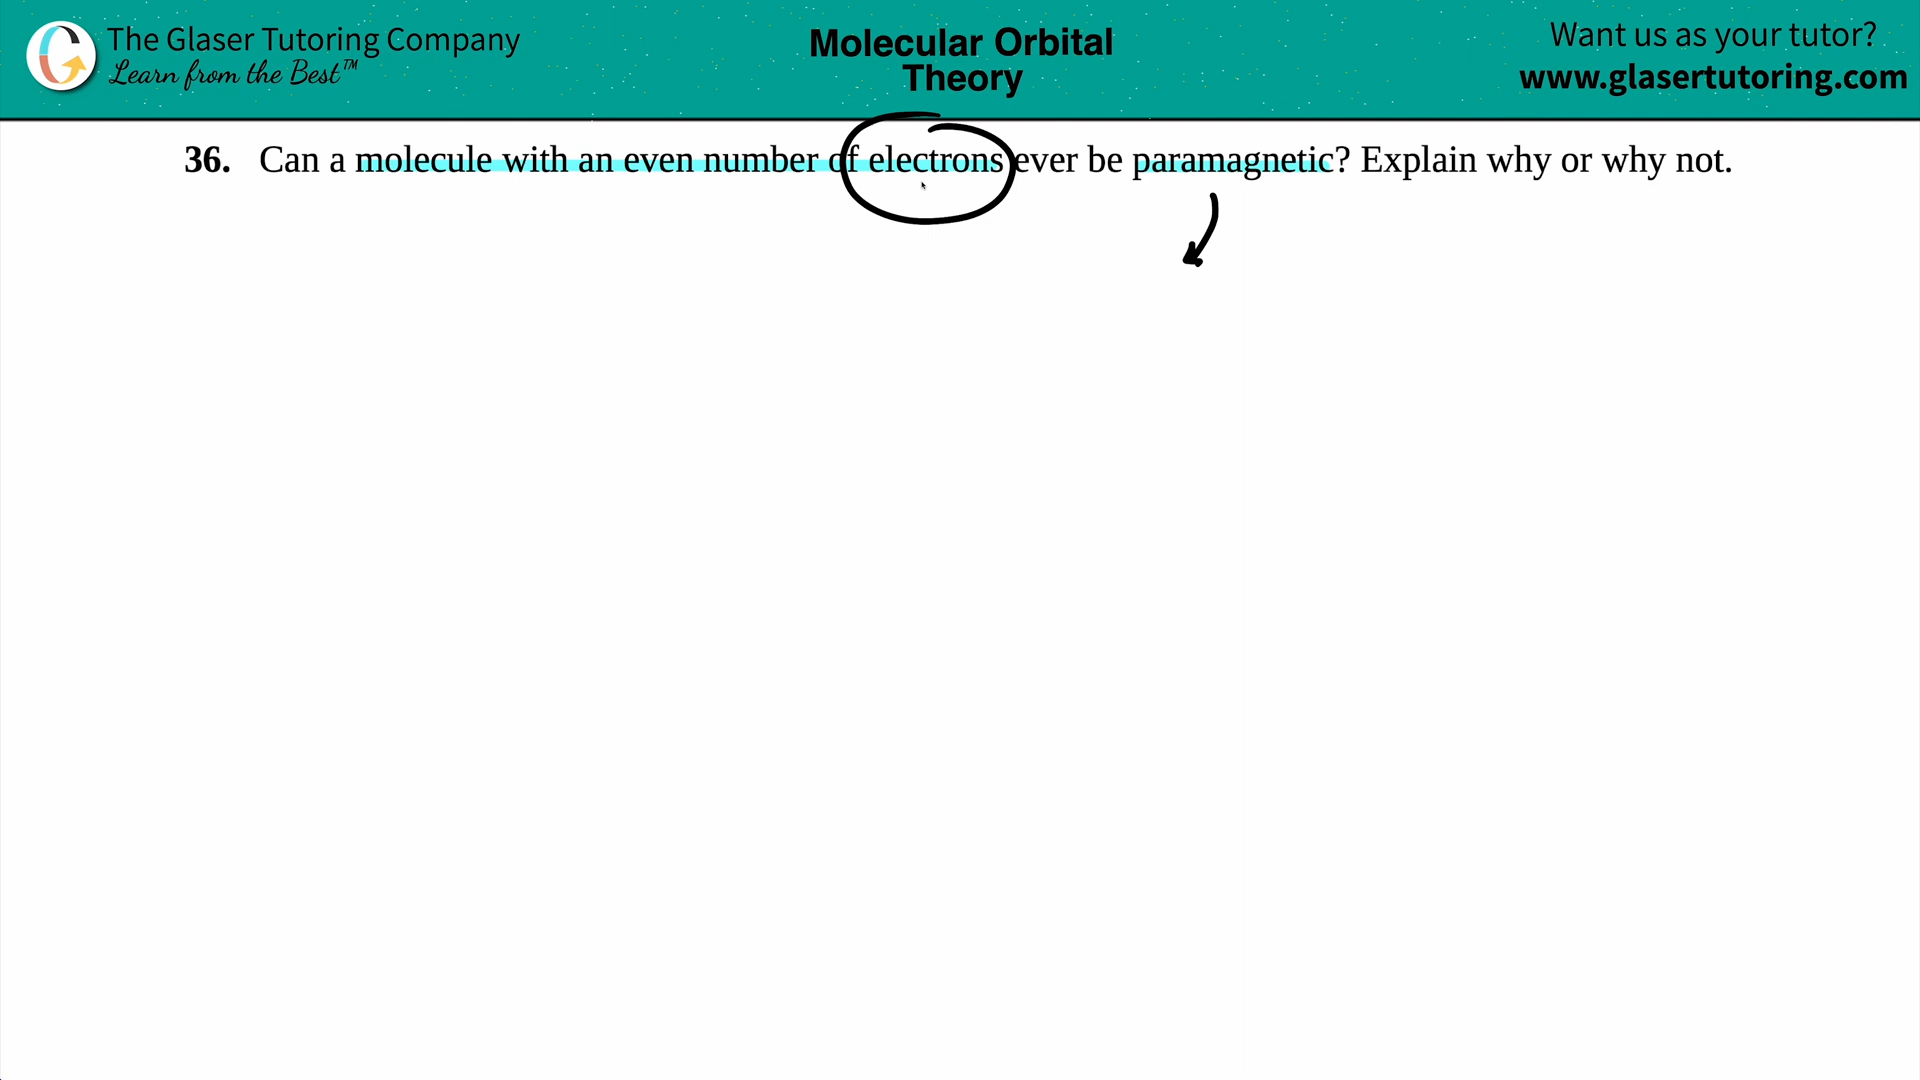 The Glaser Tutoring Company
Learn from the Best™
Molecular Orbital
Theory
Want us as your tutor?
www.glasertutoring.com
36. Can a molecule with an even number of electrons ever be paramagnetic? Explain why or why not.